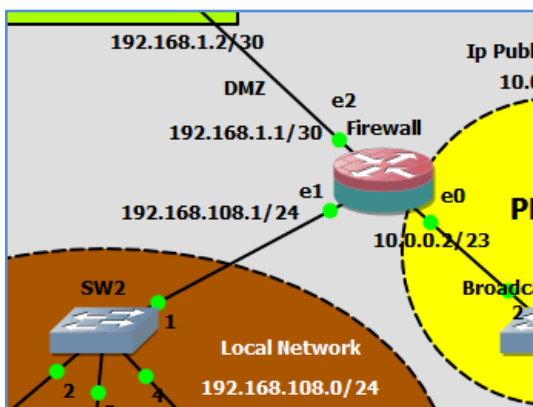 192.168.1.2/30
Ip Publ
10.0
DMZ
e2
192.168.1.1/30
Firewall
e1
e0
192.168.108.1/24
10.0.0.2/23
SW2
Broadca
1
2
Local Network
2
4
192.168.108.0/24